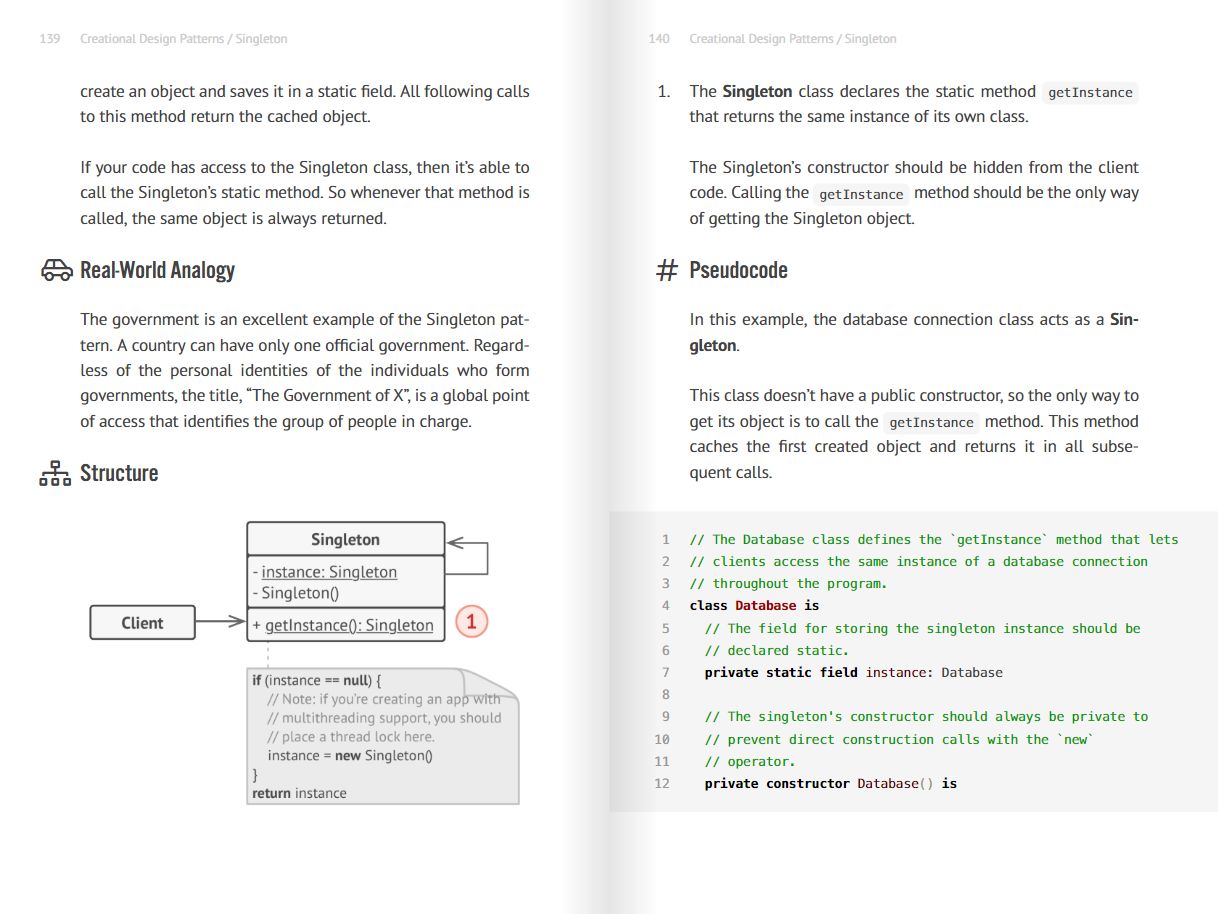 139 Creational Design Patterns / Singleton
create an object and saves it in a static field. All following calls
to this method return the cached object.
If your code has access to the Singleton class, then it's able to
call the Singleton's static method. So whenever that method is
called, the same object is always returned.
Real-World Analogy
The government is an excellent example of the Singleton pat-
tern. A country can have only one official government. Regard-
less of the personal identities of the individuals who form
governments, the title, “The Government of X”, is a global point
of access that identifies the group of people in charge.
Structure
Singleton
- instance: Singleton
- Singleton()
+ getInstance(): Singleton
Client
1
if (instance == null) {
// Note: if you're creating an app with
// multithreading support, you should
// place a thread lock here.
instance = new Singleton()
}
return instance
140 Creational Design Patterns / Singleton
1. The Singleton class declares the static method getInstance
that returns the same instance of its own class.
The Singleton's constructor should be hidden from the client
code. Calling the getInstance method should be the only way
of getting the Singleton object.
# Pseudocode
In this example, the database connection class acts as a Sin-
gleton.
This class doesn't have a public constructor, so the only way to
get its object is to call the getInstance method. This method
caches the first created object and returns it in all subse-
quent calls.
1 // The Database class defines the `getInstance` method that lets
2 // clients access the same instance of a database connection
3 // throughout the program.
4 class Database is
5 // The field for storing the singleton instance should be
6 // declared static.
7 private static field instance: Database
8
9 // The singleton's constructor should always be private to
10 // prevent direct construction calls with the `new`
11 // operator.
12 private constructor Database() is